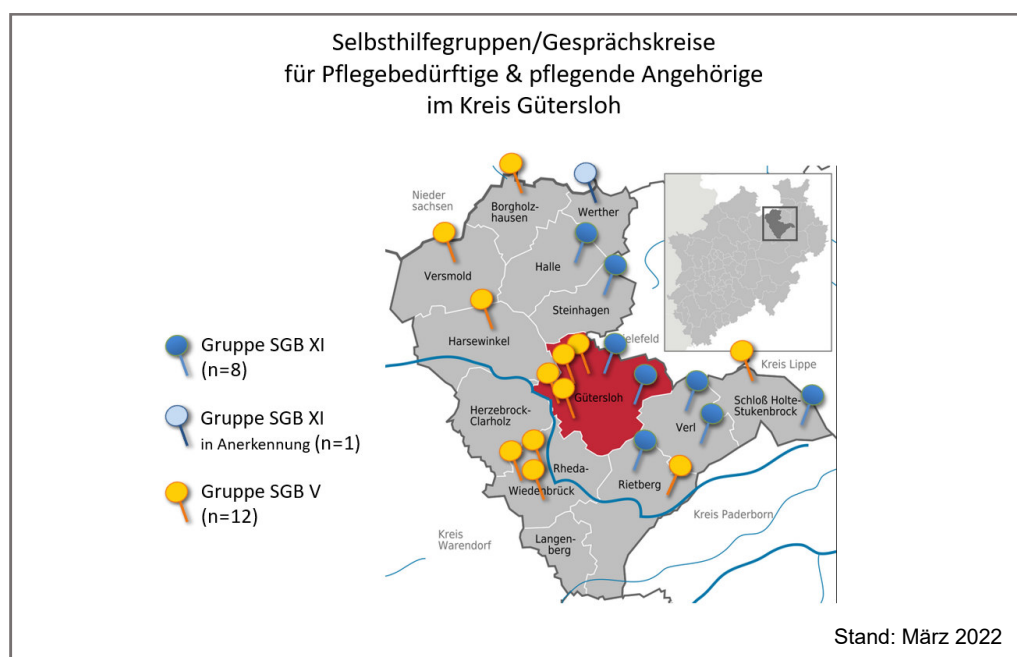 Selbsthilfegruppen/Gesprächskreise
für Pflegebedürftige & pflegende Angehörige
im Kreis Gütersloh
Nieder
sachsen
Borgholz-
hausen
Werther
Versmold
Halle
Steinhagen
Harsewinkel
ielefeld
Kreis Lippe
Gütersloh
Herzebrock-
Clarholz
Verl
Schloß Holte-
Stukenbrock
Rheda-
Wiedenbrück
Rietberg
Kreis Paderborn
Kreis
Warendorf
Langen-
berg
Gruppe SGB XI
(n=8)
Gruppe SGB XI
in Anerkennung (n=1)
Gruppe SGB V
(n=12)
Stand: März 2022